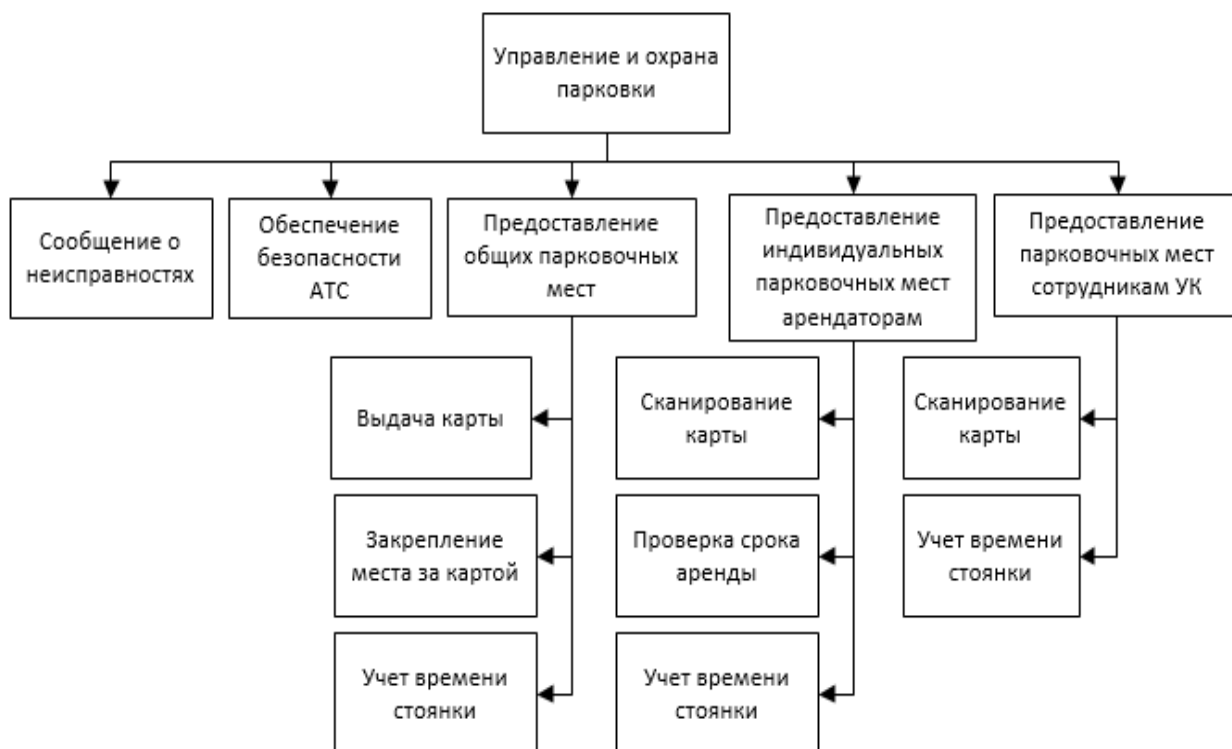 Управление и охрана
парковки
Сообщение о
неисправностях
Обеспечение
безопасности
АТС
Предоставление
общих парковочных
мест
Предоставление
индивидуальных
парковочных мест
арендаторам
Предоставление
парковочных мест
сотрудникам УК
Выдача карты
Сканирование
карты
Сканирование
карты
Закрепление
места за картой
Проверка срока
аренды
Учет времени
стоянки
Учет времени
стоянки
Учет времени
стоянки